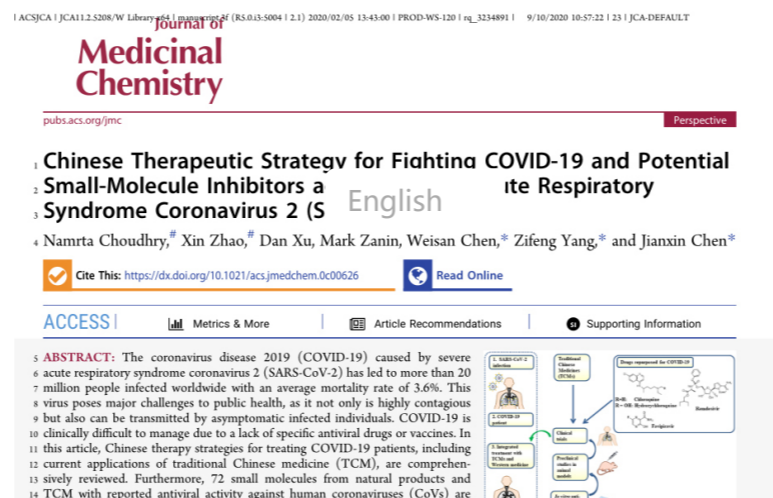 ACSJCA | JCA11.2.5208/W Library-x64 | manuscript.3f (R5.0.i3:5004 | 2.1) 2020/02/05 13:43:00 | PROD-WS-120 | rq_3234891 | 9/10/2020 10:57:22 | 23 | JCA-DEFAULT
Journal of
Medicinal
Chemistry
pubs.acs.org/jmc
Perspective
1 Chinese Therapeutic Strategy for Fighting COVID-19 and Potential
2 Small-Molecule Inhibitors a ite Respiratory
3 Syndrome Coronavirus 2 (S
English
4 Namrta Choudhry,# Xin Zhao,# Dan Xu, Mark Zanin, Weisan Chen,* Zifeng Yang,* and Jianxin Chen*
Cite This: https://dx.doi.org/10.1021/acs.jmedchem.0c00626
Read Online
ACCESS | Metrics & More | Article Recommendations | SI Supporting Information
5 ABSTRACT: The coronavirus disease 2019 (COVID-19) caused by severe
6 acute respiratory syndrome coronavirus 2 (SARS-CoV-2) has led to more than 20
7 million people infected worldwide with an average mortality rate of 3.6%. This
8 virus poses major challenges to public health, as it not only is highly contagious
9 but also can be transmitted by asymptomatic infected individuals. COVID-19 is
10 clinically difficult to manage due to a lack of specific antiviral drugs or vaccines. In
11 this article, Chinese therapy strategies for treating COVID-19 patients, including
12 current applications of traditional Chinese medicine (TCM), are comprehen-
13 sively reviewed. Furthermore, 72 small molecules from natural products and
14 TCM with reported antiviral activity against human coronaviruses (CoVs) are
1. SARS-CoV-2
infection
2. COVID-19
patient
3. Integrated
treatment with
TCMs and
Western medicine
Traditional
Chinese
Medicines
(TCMs)
Clinical
trials
Preclinical
studies in
animal
models
Drugs repurposed for COVID-19
R=H: Chloroquine
R=OH: Hydroxychloroquine
Remdesivir
Favipiravir